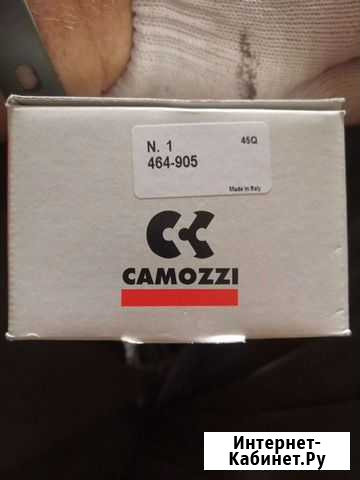 N. 1 45Q
464-905
Made in Italy
CAMOZZI
Интернет-
Кабинет.Ру